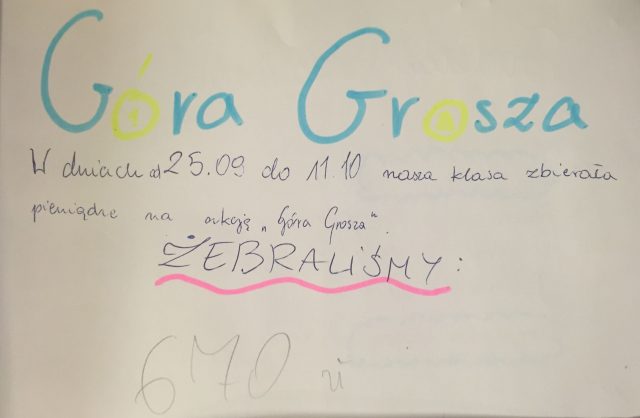 Góra Grosza
W dniach od 25.09 do 11.10 nasza klasa zbierała
pieniądze na akcję „Góra Grosza".
ŻEBRALIŚMY:
670